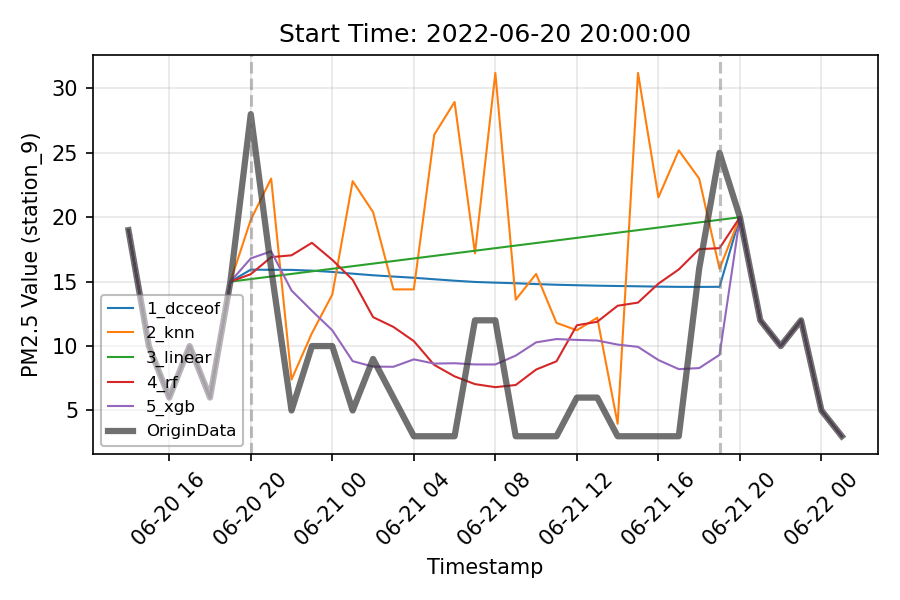 Start Time: 2022-06-20 20:00:00
PM2.5 Value (station_9)
30
25
20
15
10
5
1_dcceof
2_knn
3_linear
4_rf
5_xgb
OriginData
06-20 16
06-20 20
06-21 00
06-21 04
06-21 08
06-21 12
06-21 16
06-21 20
06-22 00
Timestamp